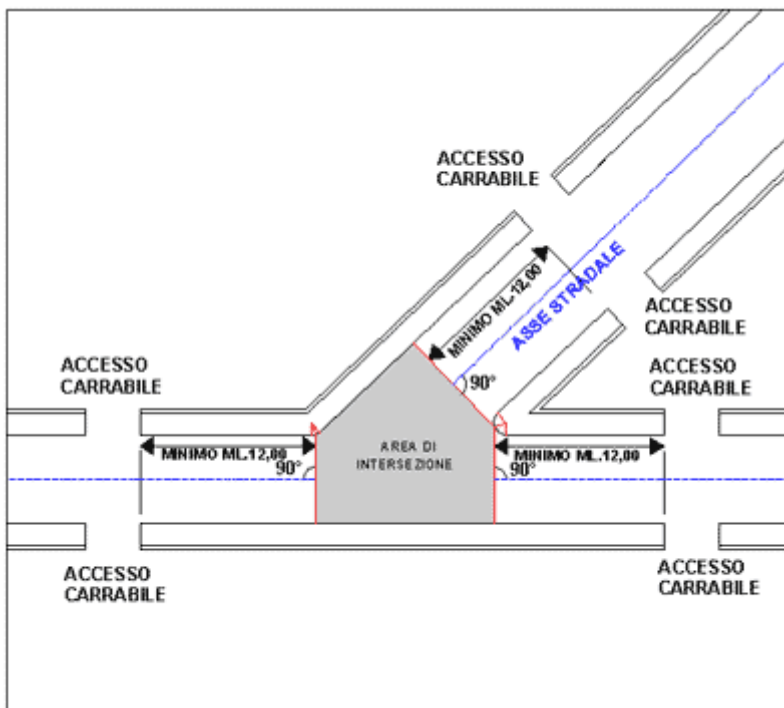 ACCESSO
CARRABILE
MINIMO ML.12,00
ASSE STRADALE
90°
ACCESSO
CARRABILE
ACCESSO
CARRABILE
ACCESSO
CARRABILE
MINIMO ML.12,00
90°
AREA DI
INTERSEZIONE
MINIMO ML.12,00
90°
ACCESSO
CARRABILE
ACCESSO
CARRABILE